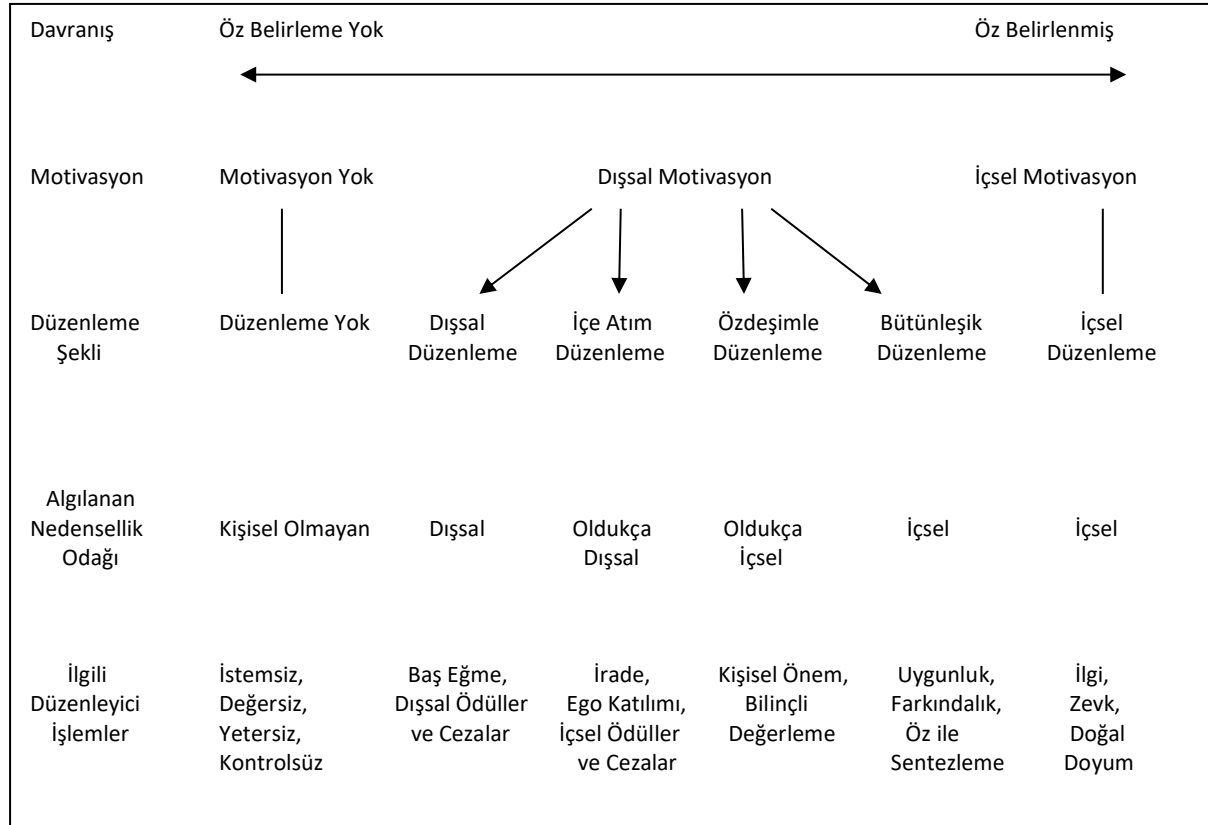 Davranış Öz Belirleme Yok Öz Belirlenmiş
Motivasyon Motivasyon Yok Dışsal Motivasyon İçsel Motivasyon
Düzenleme Düzenleme Yok Dışsal İçe Atım Özdeşimle Bütünleşik İçsel
Şekli Düzenleme Düzenleme Düzenleme Düzenleme Düzenleme
Algılanan
Nedensellik Kişisel Olmayan Dışsal Oldukça Oldukça İçsel İçsel
Odağı Dışsal İçsel
İlgili İstemsiz, Baş Eğme, İrade, Kişisel Önem, Uygunluk, İlgi,
Düzenleyici Değersiz, Dışsal Ödüller Ego Katılımı, Bilinçli Farkındalık, Zevk,
İşlemler Yetersiz, ve Cezalar İçsel Ödüller Değerleme Öz ile Doğal
Kontrolsüz ve Cezalar Sentezleme Doyum